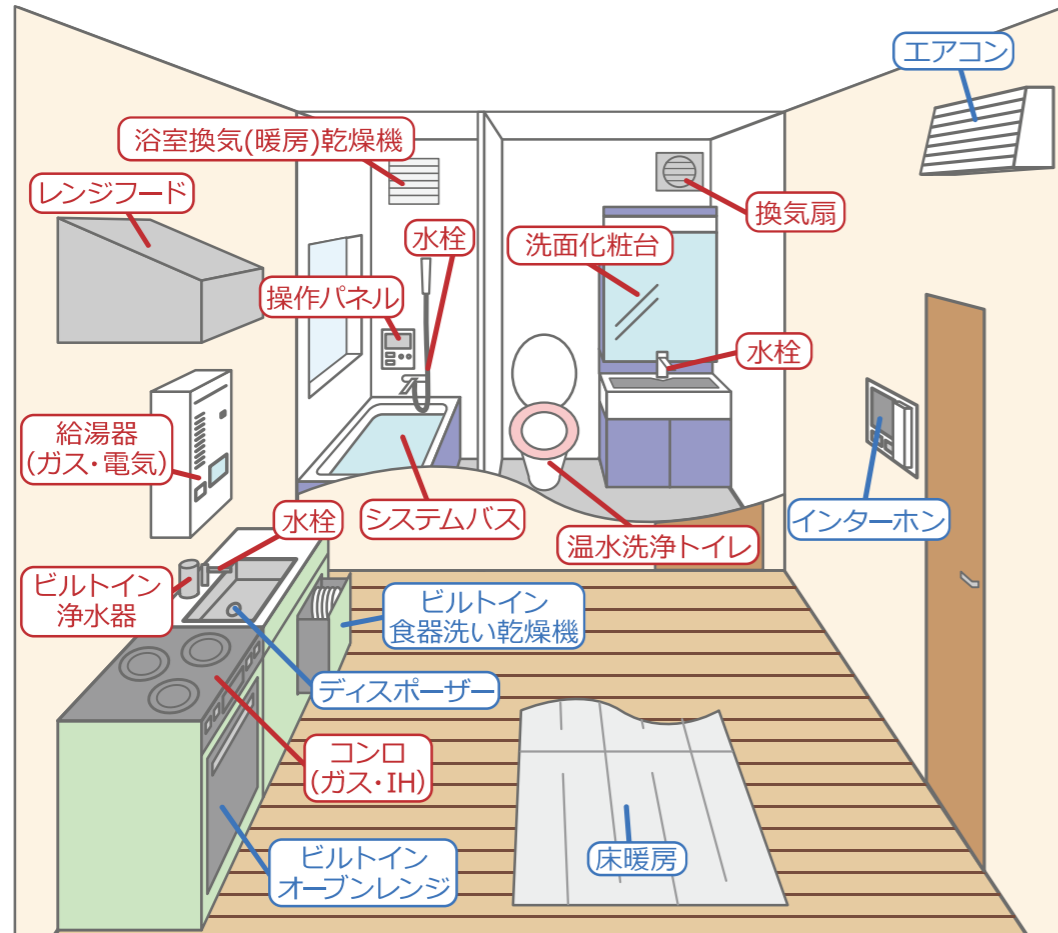 エアコン
浴室換気(暖房)乾燥機
レンジフード
換気扇
水栓
洗面化粧台
操作パネル
水栓
給湯器
(ガス・電気)
水栓
システムバス
インターホン
温水洗浄トイレ
ビルトイン
浄水器
ビルトイン
食器洗い乾燥機
ディスポーザー
コンロ
(ガス・IH)
ビルトイン
オーブンレンジ
床暖房